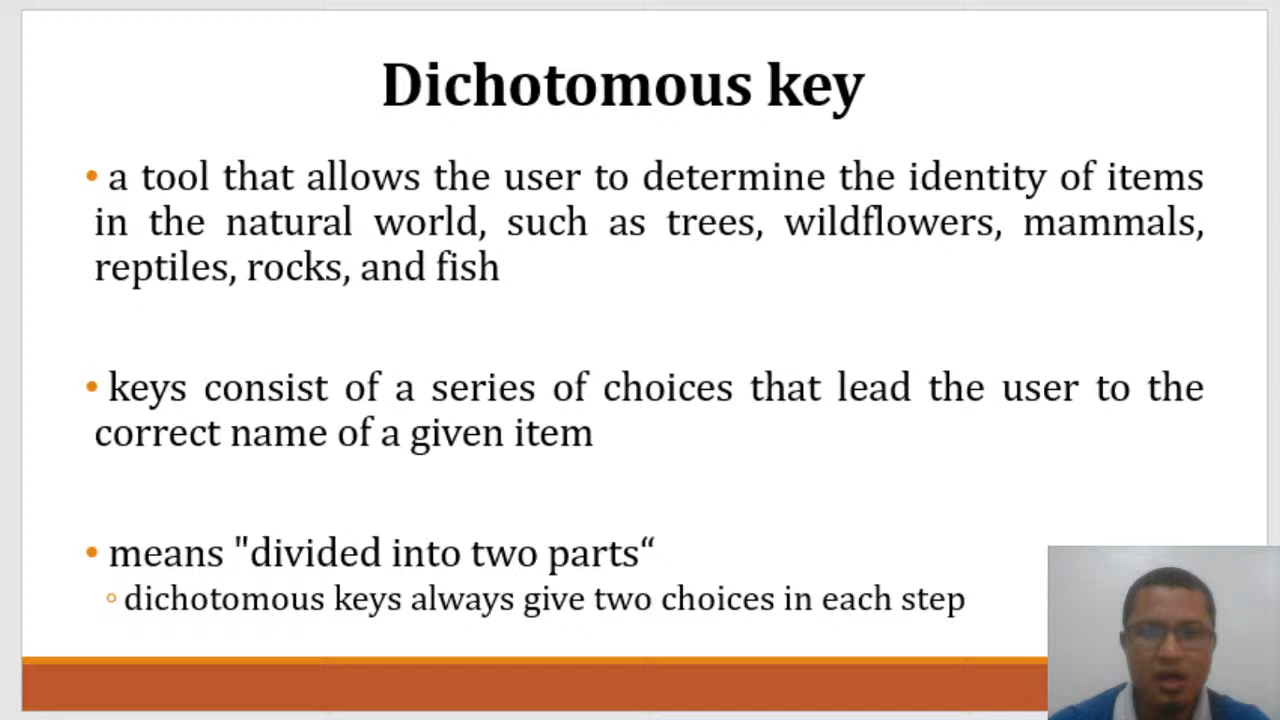 Dichotomous key
• a tool that allows the user to determine the identity of items
in the natural world, such as trees, wildflowers, mammals,
reptiles, rocks, and fish
• keys consist of a series of choices that lead the user to the
correct name of a given item
• means "divided into two parts“
◦ dichotomous keys always give two choices in each step